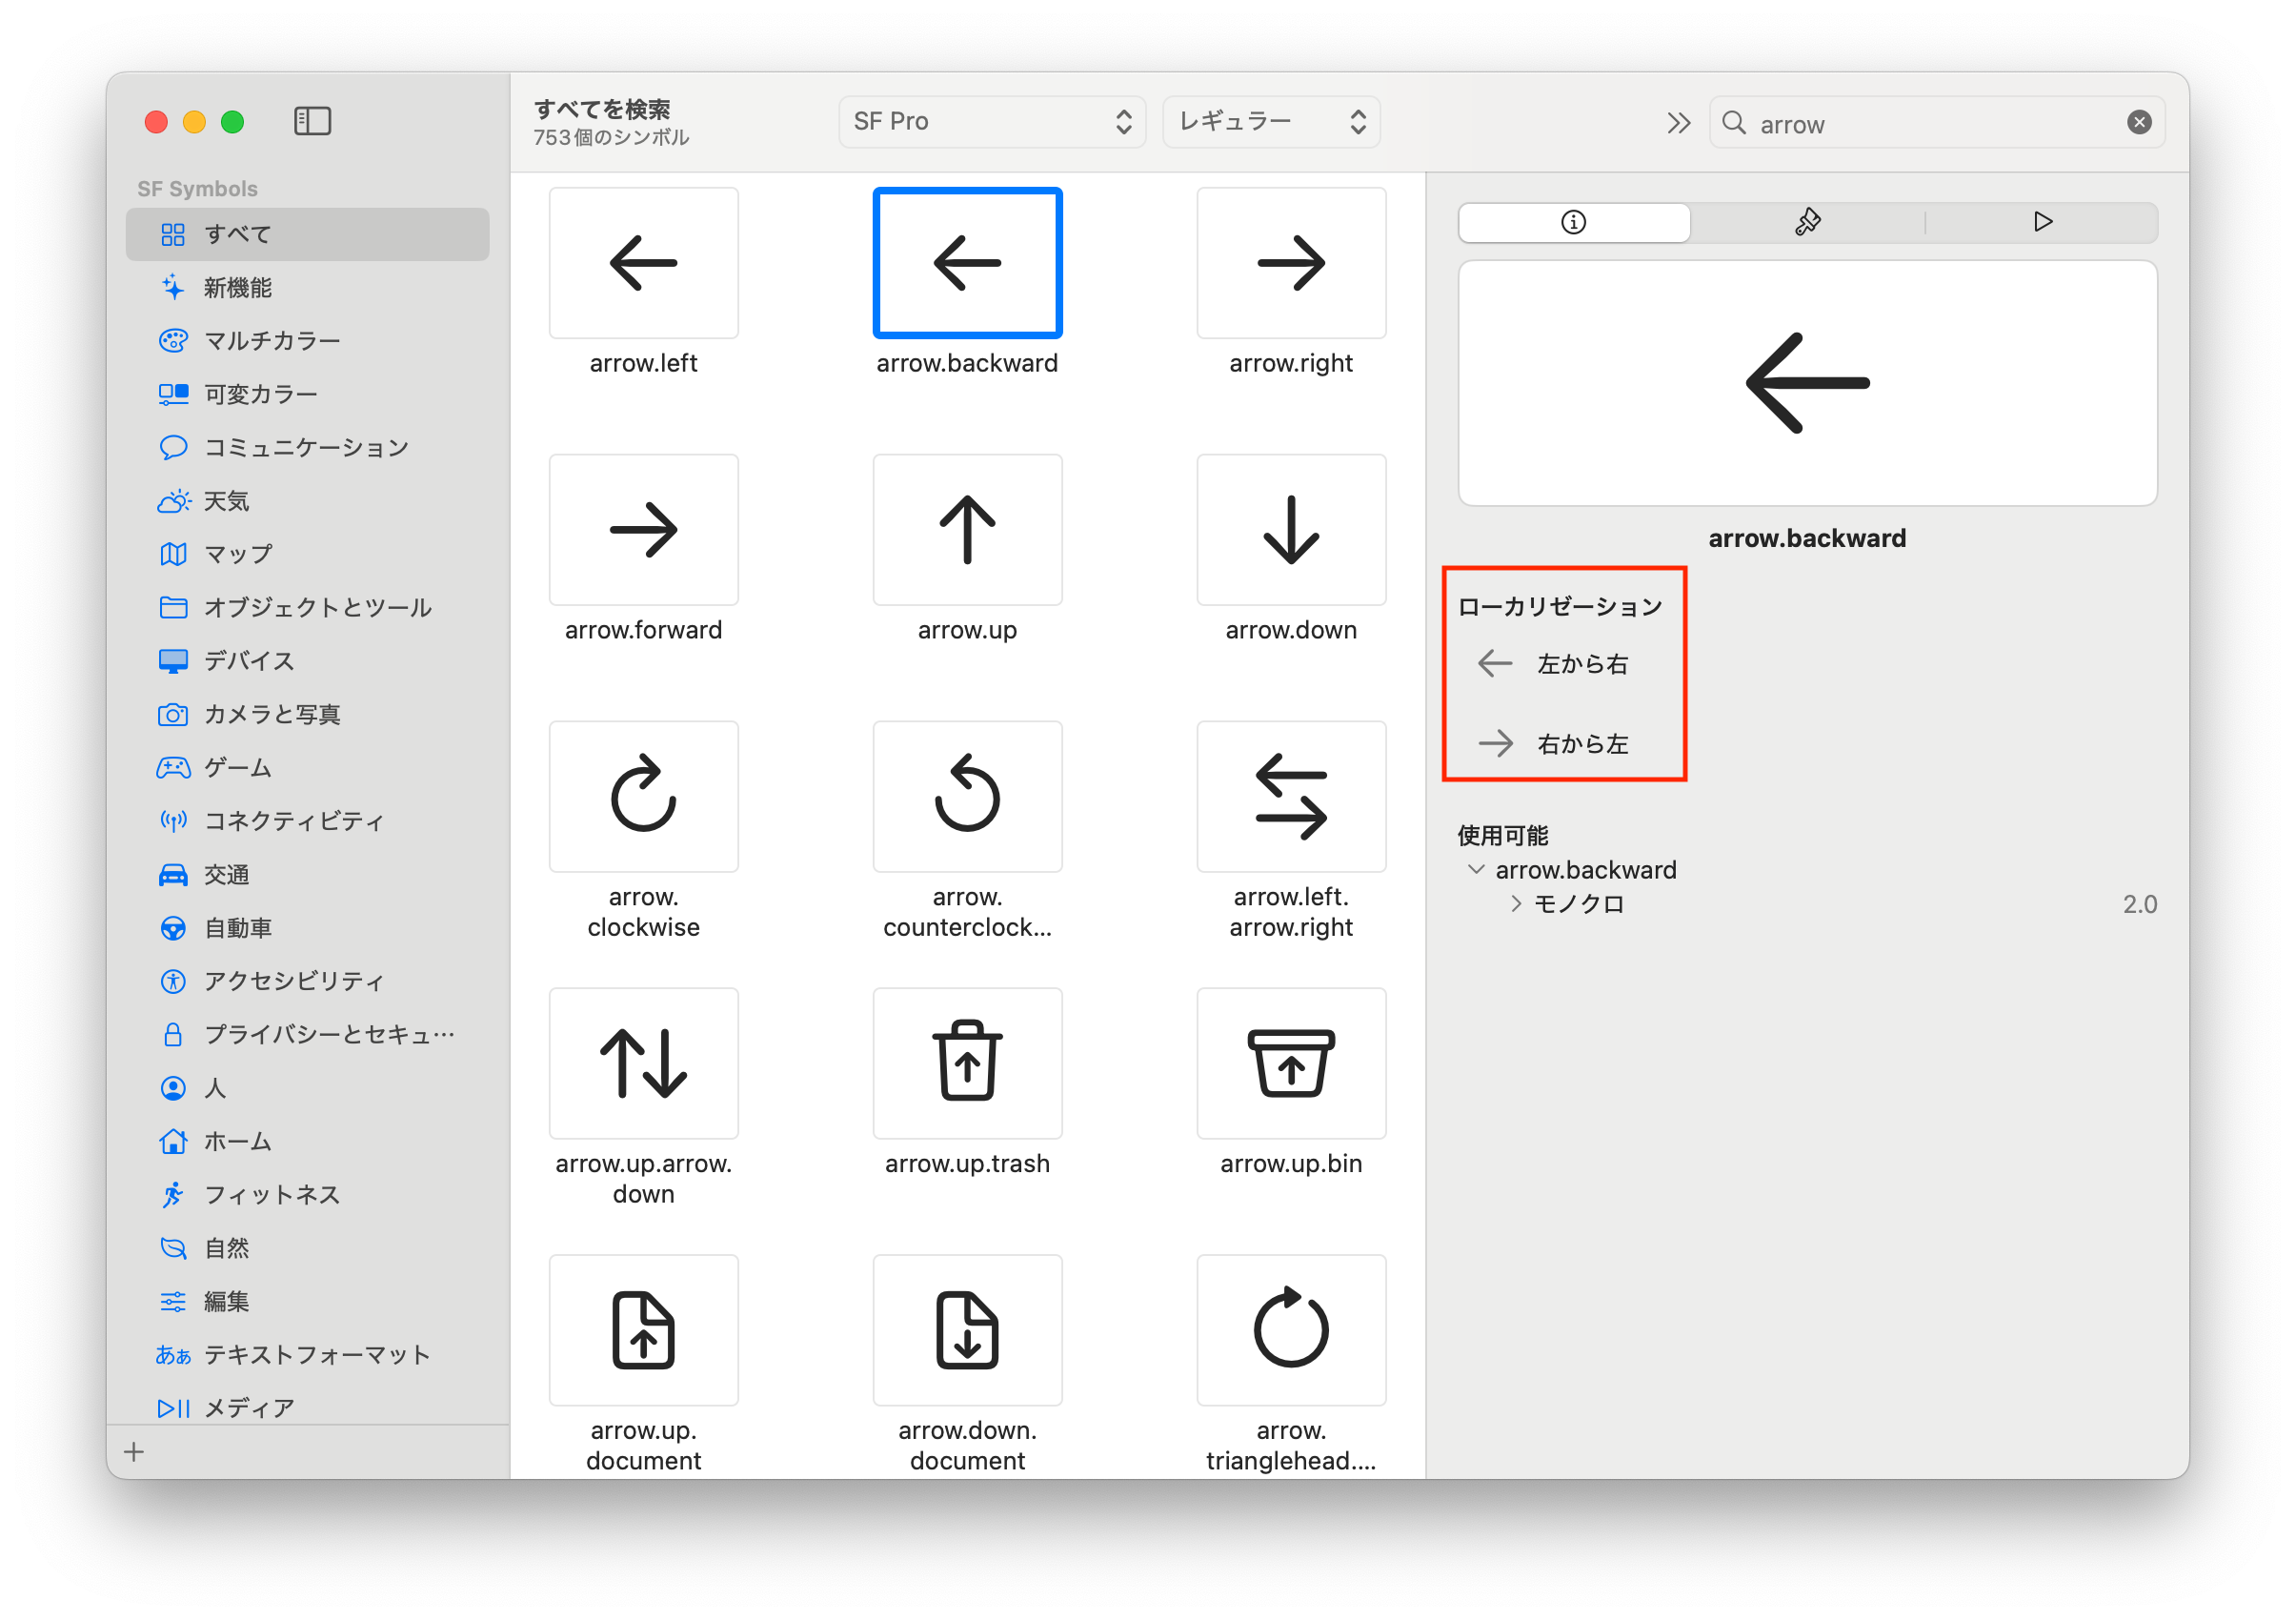 すべてを検索
753個のシンボル
SF Pro
レギュラー
arrow
SF Symbols
すべて
新機能
マルチカラー
可変カラー
コミュニケーション
天気
マップ
オブジェクトとツール
デバイス
カメラと写真
ゲーム
コネクティビティ
交通
自動車
アクセシビリティ
プライバシーとセキュ…
人
ホーム
フィットネス
自然
編集
あぁ テキストフォーマット
メディア
arrow.left
arrow.backward
arrow.right
arrow.forward
arrow.up
arrow.down
arrow.
clockwise
arrow.
counterclock...
arrow.left.
arrow.right
arrow.up.arrow.
down
arrow.up.trash
arrow.up.bin
arrow.up.
document
arrow.down.
document
arrow.
trianglehead....
arrow.backward
ローカリゼーション
左から右
右から左
使用可能
arrow.backward
モノクロ 2.0